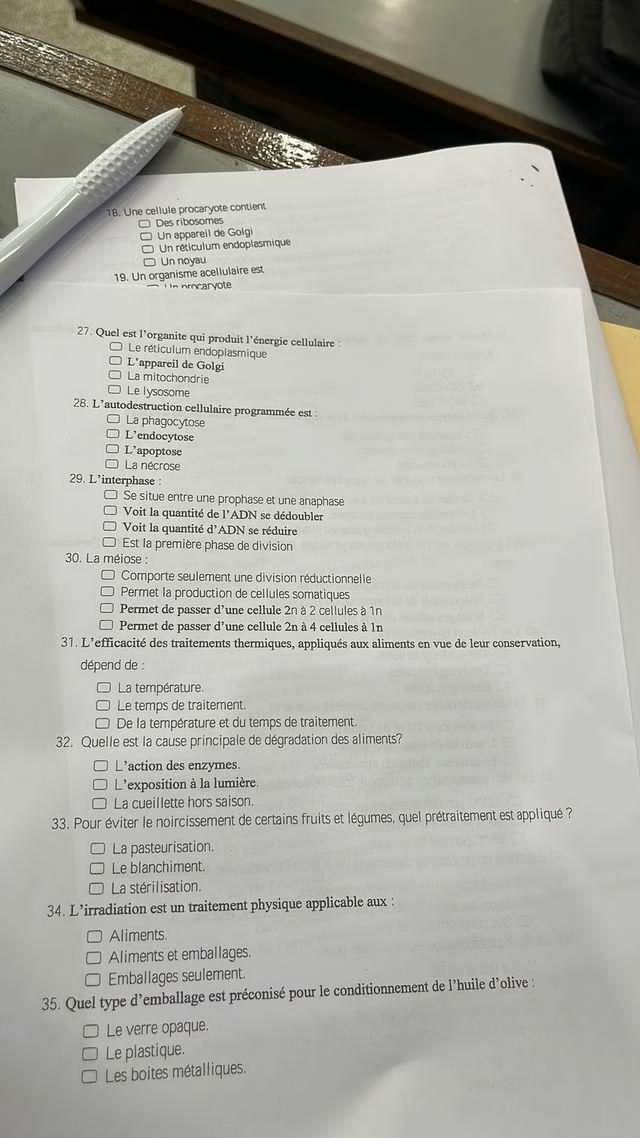 18. Une cellule procaryote contient
Des ribosomes
Un appareil de Golgi
Un réticulum endoplasmique
Un noyau
19. Un organisme acellulaire est
Un procaryote
27. Quel est l'organite qui produit l'énergie cellulaire :
Le réticulum endoplasmique
L'appareil de Golgi
La mitochondrie
Le lysosome
28. L'autodestruction cellulaire programmée est :
La phagocytose
L'endocytose
L'apoptose
La nécrose
29. L'interphase :
Se situe entre une prophase et une anaphase
Voit la quantité de l'ADN se dédoubler
Voit la quantité d'ADN se réduire
Est la première phase de division
30. La méiose :
Comporte seulement une division réductionnelle
Permet la production de cellules somatiques
Permet de passer d'une cellule 2n à 2 cellules à 1n
Permet de passer d'une cellule 2n à 4 cellules à 1n
31. L'efficacité des traitements thermiques, appliqués aux aliments en vue de leur conservation,
dépend de :
La température.
Le temps de traitement.
De la température et du temps de traitement.
32. Quelle est la cause principale de dégradation des aliments?
L'action des enzymes.
L'exposition à la lumière.
La cueillette hors saison.
33. Pour éviter le noircissement de certains fruits et légumes, quel prétraitement est appliqué ?
La pasteurisation.
Le blanchiment.
La stérilisation.
34. L'irradiation est un traitement physique applicable aux :
Aliments.
Aliments et emballages.
Emballages seulement.
35. Quel type d'emballage est préconisé pour le conditionnement de l'huile d'olive :
Le verre opaque.
Le plastique.
Les boites métalliques.